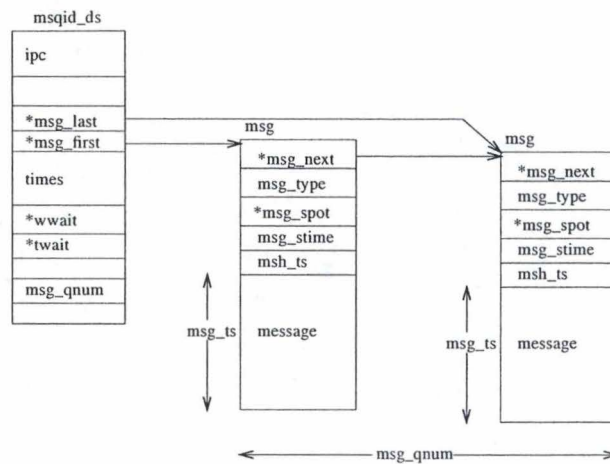 msqid_ds
ipc
*msg_last
*msg_first
times
*wwait
*twait
msg_qnum
msg
*msg_next
msg_type
*msg_spot
msg_stime
msh_ts
msg_ts
message
msg
*msg_next
msg_type
*msg_spot
msg_stime
msh_ts
msg_ts
message
msg_qnum